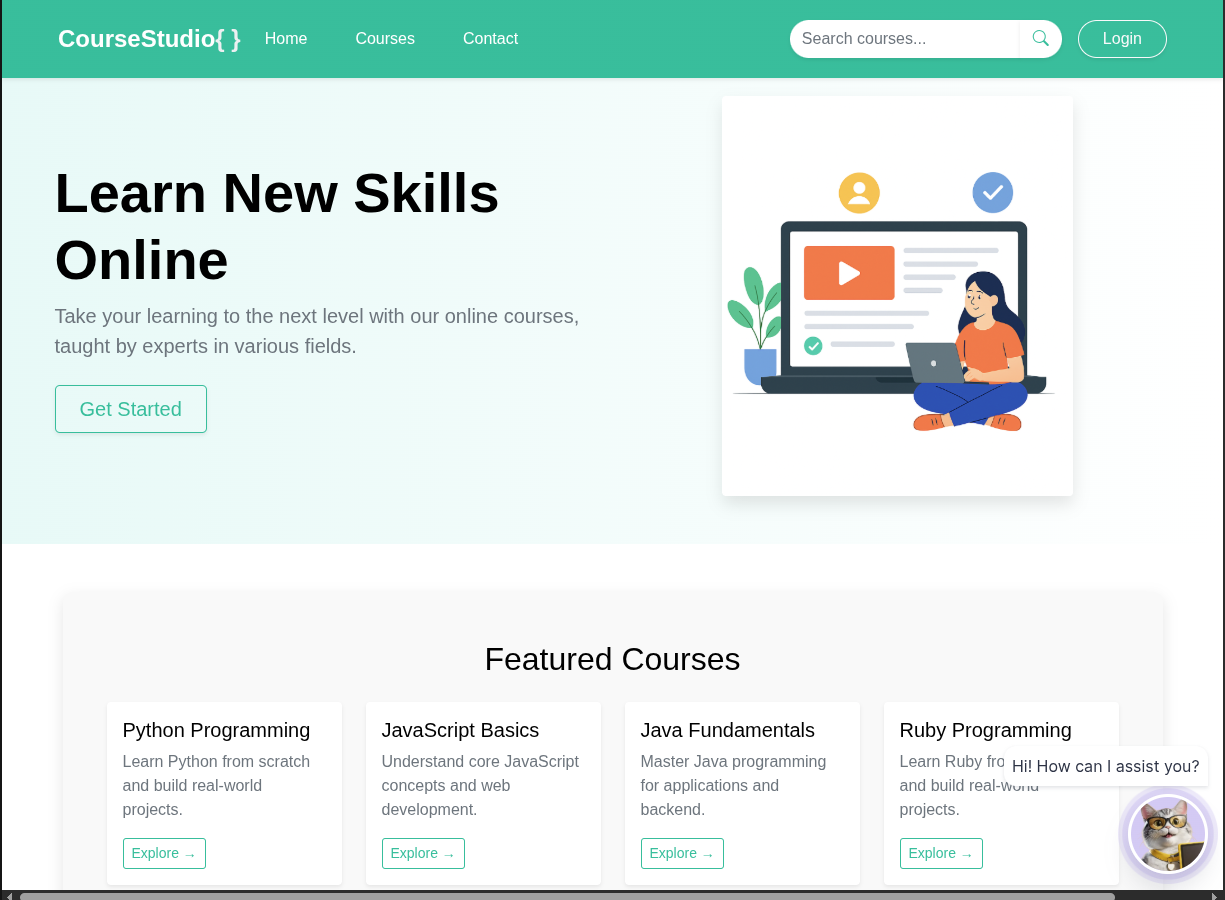 CourseStudio{ } Home Courses Contact Search courses... Login
Learn New Skills
Online
Take your learning to the next level with our online courses,
taught by experts in various fields.
Get Started
Featured Courses
Python Programming
Learn Python from scratch
and build real-world
projects.
Explore →
JavaScript Basics
Understand core JavaScript
concepts and web
development.
Explore →
Java Fundamentals
Master Java programming
for applications and
backend.
Explore →
Ruby Programming
Learn Ruby
and build real-world
projects.
Explore →
Hi! How can I assist you?